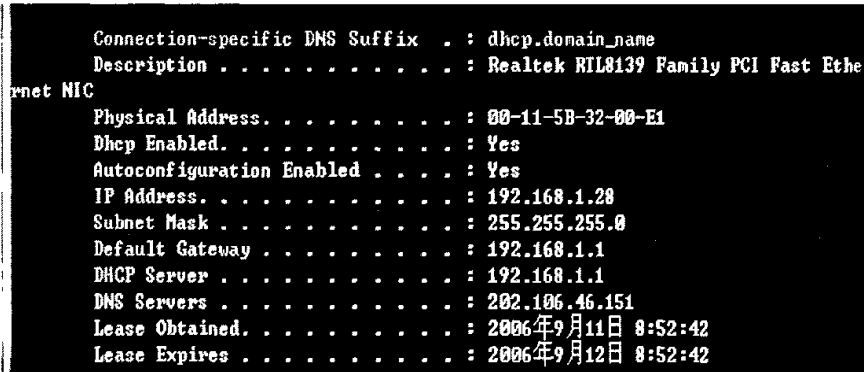 Connection-specific DNS Suffix . : dhcp.domain_name
Description . . . . . . . . . . . : Realtek RTL8139 Family PCI Fast Ethe
rnet NIC
Physical Address. . . . . . . . . : 00-11-5B-32-00-E1
Dhcp Enabled. . . . . . . . . . . : Yes
Autoconfiguration Enabled . . . . : Yes
IP Address. . . . . . . . . . . . : 192.168.1.28
Subnet Mask . . . . . . . . . . . : 255.255.255.0
Default Gateway . . . . . . . . . : 192.168.1.1
DHCP Server . . . . . . . . . . . : 192.168.1.1
DNS Servers . . . . . . . . . . . : 202.106.46.151
Lease Obtained. . . . . . . . . . : 2006年9月11日 8:52:42
Lease Expires . . . . . . . . . . : 2006年9月12日 8:52:42